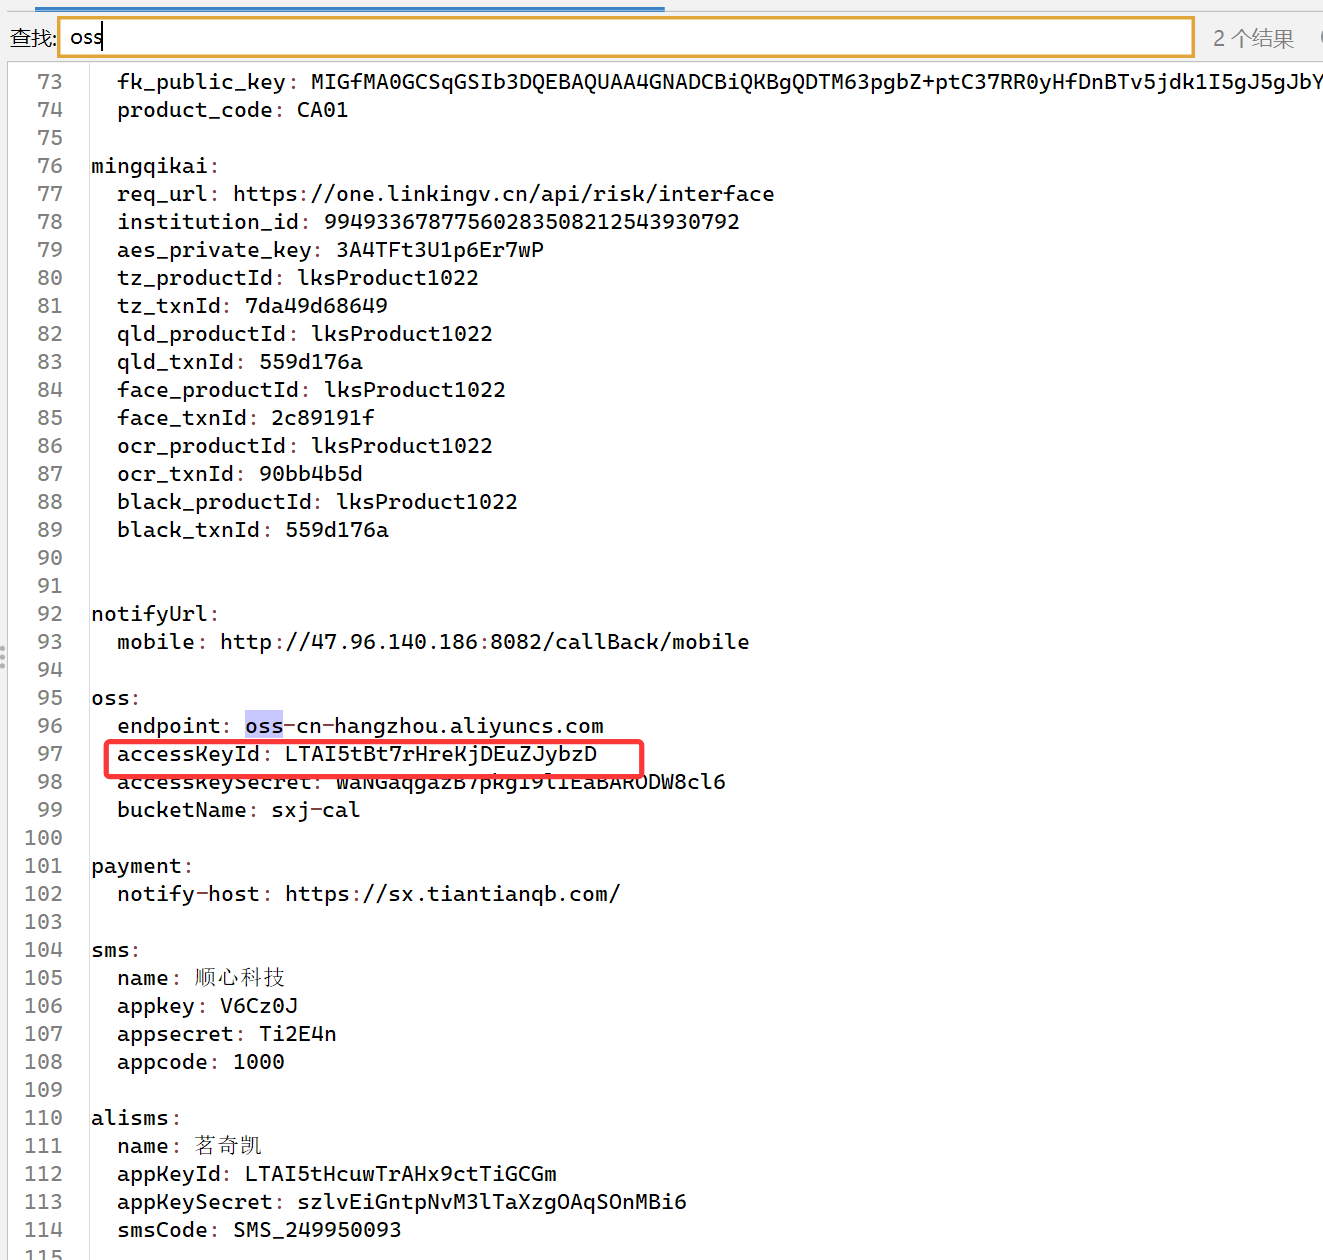 查找: oss 2 个结果
73 fk_public_key: MIGfMA0GCSqGSIb3DQEBAQUAA4GNADCBiQKBgQDTM63pgbZ+ptC37RR0yHfDnBTv5jdk1I5gJ5gJbY
74 product_code: CA01
75
76 mingqikai:
77 req_url: https://one.linkingv.cn/api/risk/interface
78 institution_id: 99493367877560283508212543930792
79 aes_private_key: 3A4TFt3U1p6Er7wP
80 tz_productId: lksProduct1022
81 tz_txnId: 7da49d68649
82 qld_productId: lksProduct1022
83 qld_txnId: 559d176a
84 face_productId: lksProduct1022
85 face_txnId: 2c89191f
86 ocr_productId: lksProduct1022
87 ocr_txnId: 90bb4b5d
88 black_productId: lksProduct1022
89 black_txnId: 559d176a
90
91
92 notifyUrl:
93 mobile: http://47.96.140.186:8082/callBack/mobile
94
95 oss:
96 endpoint: oss-cn-hangzhou.aliyuncs.com
97 accessKeyId: LTAI5tBt7rHreKjDEuZJybzD
98 accessKeySecret:
99 bucketName: sxj-cal
100
101 payment:
102 notify-host: https://sx.tiantianqb.com/
103
104 sms:
105 name: 顺心科技
106 appkey: V6Cz0J
107 appsecret: Ti2E4n
108 appcode: 1000
109
110 alisms:
111 name: 茗奇凯
112 appKeyId: LTAI5tHcuwTrAHx9ctTiGCGm
113 appKeySecret: szlvEiGntpNvM3lTaXzgOAqSOnMBi6
114 smsCode: SMS_249950093
115